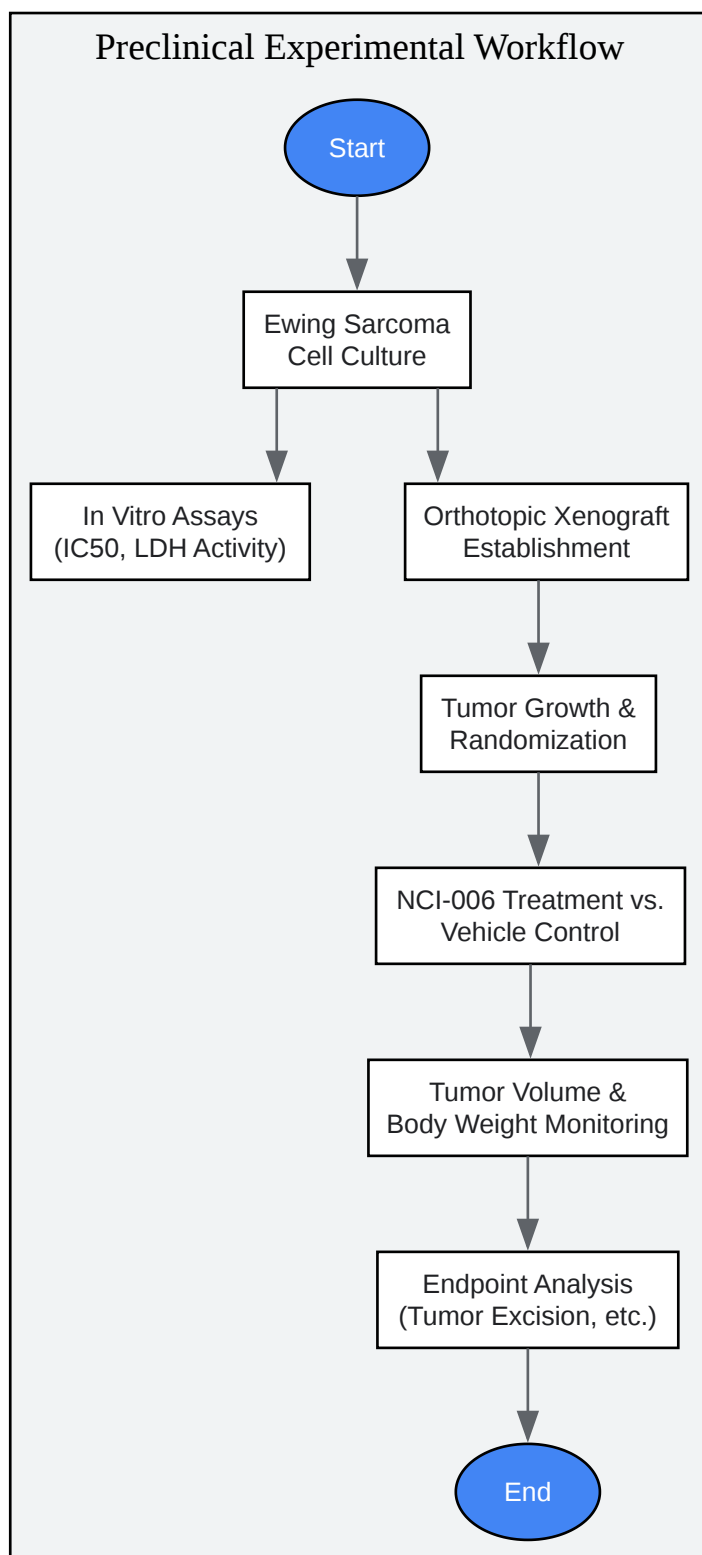 Preclinical Experimental Workflow
Start
Ewing Sarcoma
Cell Culture
In Vitro Assays
(IC50, LDH Activity)
Orthotopic Xenograft
Establishment
Tumor Growth &
Randomization
NCI-006 Treatment vs.
Vehicle Control
Tumor Volume &
Body Weight Monitoring
Endpoint Analysis
(Tumor Excision, etc.)
End